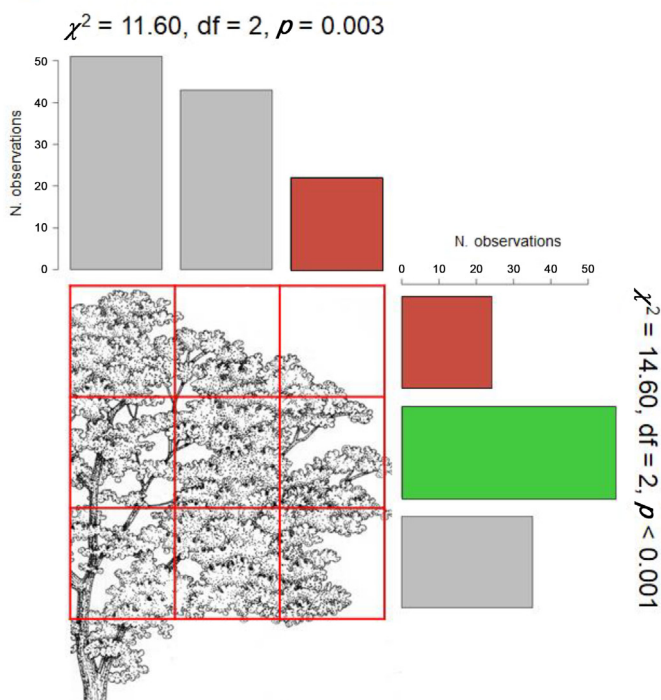 χ² = 11.60, df = 2, p = 0.003
N. observations
50
40
30
20
10
0
N. observations
0 10 20 30 40 50
χ² = 14.60, df = 2, p < 0.001